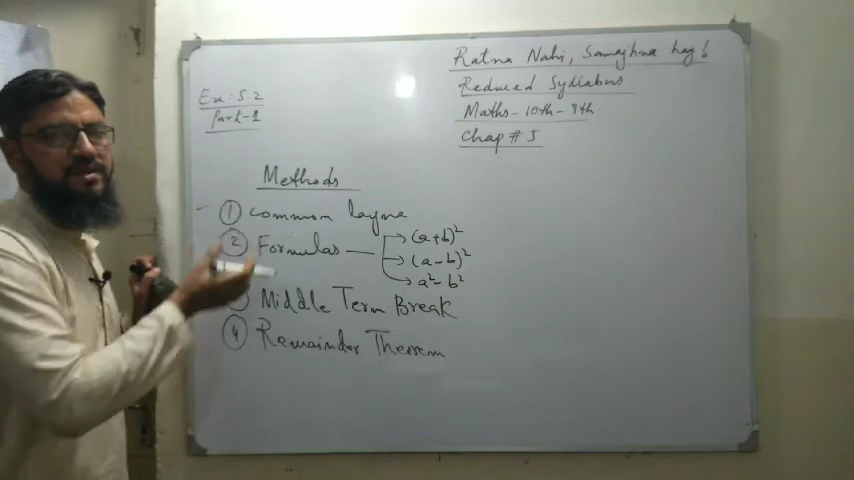 Ratna Nahi, Samajhna hay!
Reduced Syllabus
Maths - 10th - 9th
Chap # 5
Ex: 5.2
Part-1
Methods
① Common layna
② Formulas → (a+b)²
→ (a-b)²
→ a²-b²
Middle Term Break
④ Remainder Theorem